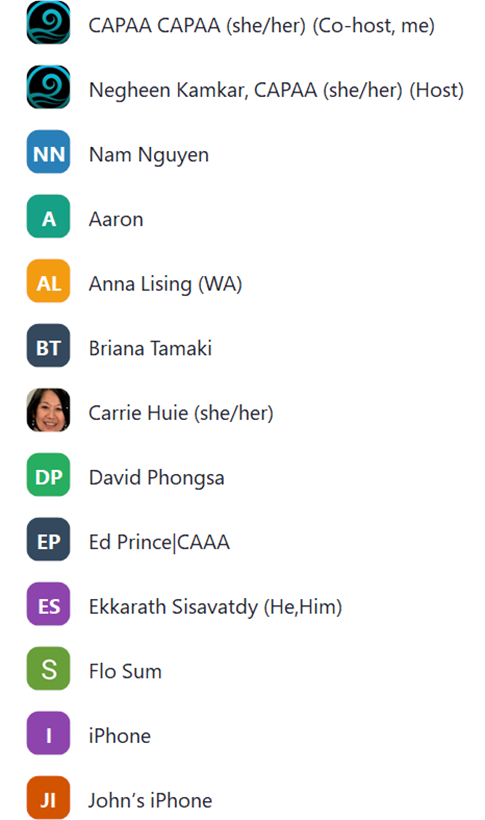 CAPAA CAPAA (she/her) (Co-host, me)
Negheen Kamkar, CAPAA (she/her) (Host)
NN Nam Nguyen
A Aaron
AL Anna Lising (WA)
BT Briana Tamaki
Carrie Huie (she/her)
DP David Phongsa
EP Ed Prince|CAAA
ES Ekkarath Sisavatdy (He,Him)
S Flo Sum
I iPhone
JI John's iPhone